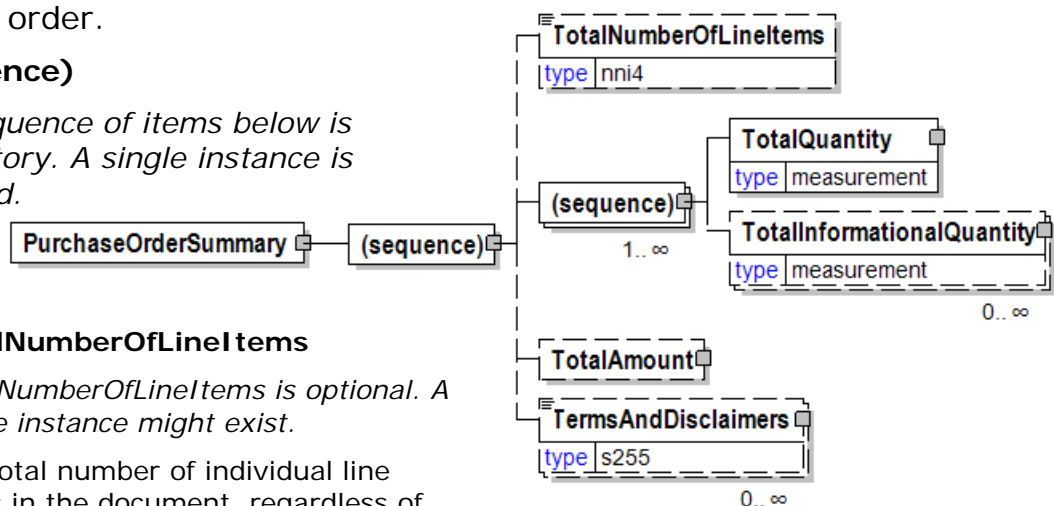 order.
ence)
quence of items below is
tory. A single instance is
d.
lNumberOfLineItems
NumberOfLineItems is optional. A
e instance might exist.
otal number of individual line
in the document, regardless of
PurchaseOrderSummary
(sequence)
TotalNumberOfLineItems
type nni4
(sequence)
1.. ∞
TotalQuantity
type measurement
TotalInformationalQuantity
type measurement
0.. ∞
TotalAmount
TermsAndDisclaimers
type s255
0.. ∞